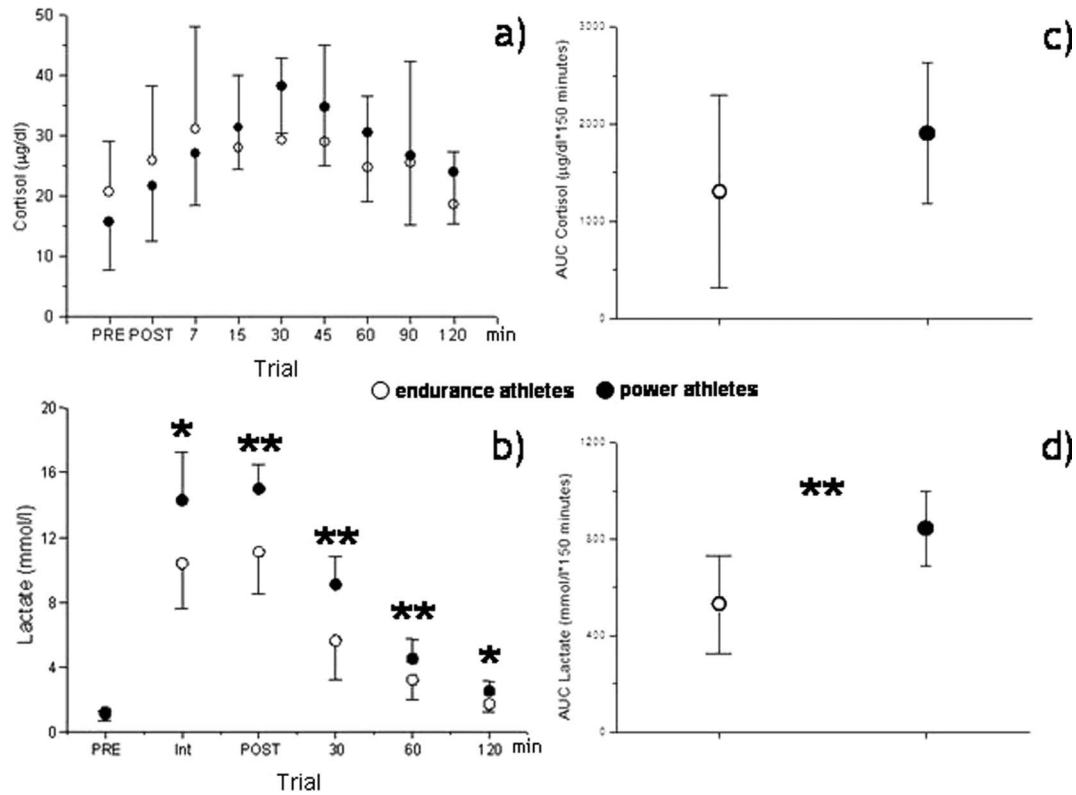 a)
50
40
30
20
10
0
Cortisol (µg/dl)
PRE POST 7 15 30 45 60 90 120 min
Trial
c)
3000
2000
1000
0
AUC Cortisol (µg/dl*150 minutes)
endurance athletes power athletes
b)
20
16
12
8
4
0
Lactate (mmol/l)
* ** ** ** *
PRE Int POST 30 60 120 min
Trial
d)
1200
800
400
0
AUC Lactate (mmol/l*150 minutes)
**